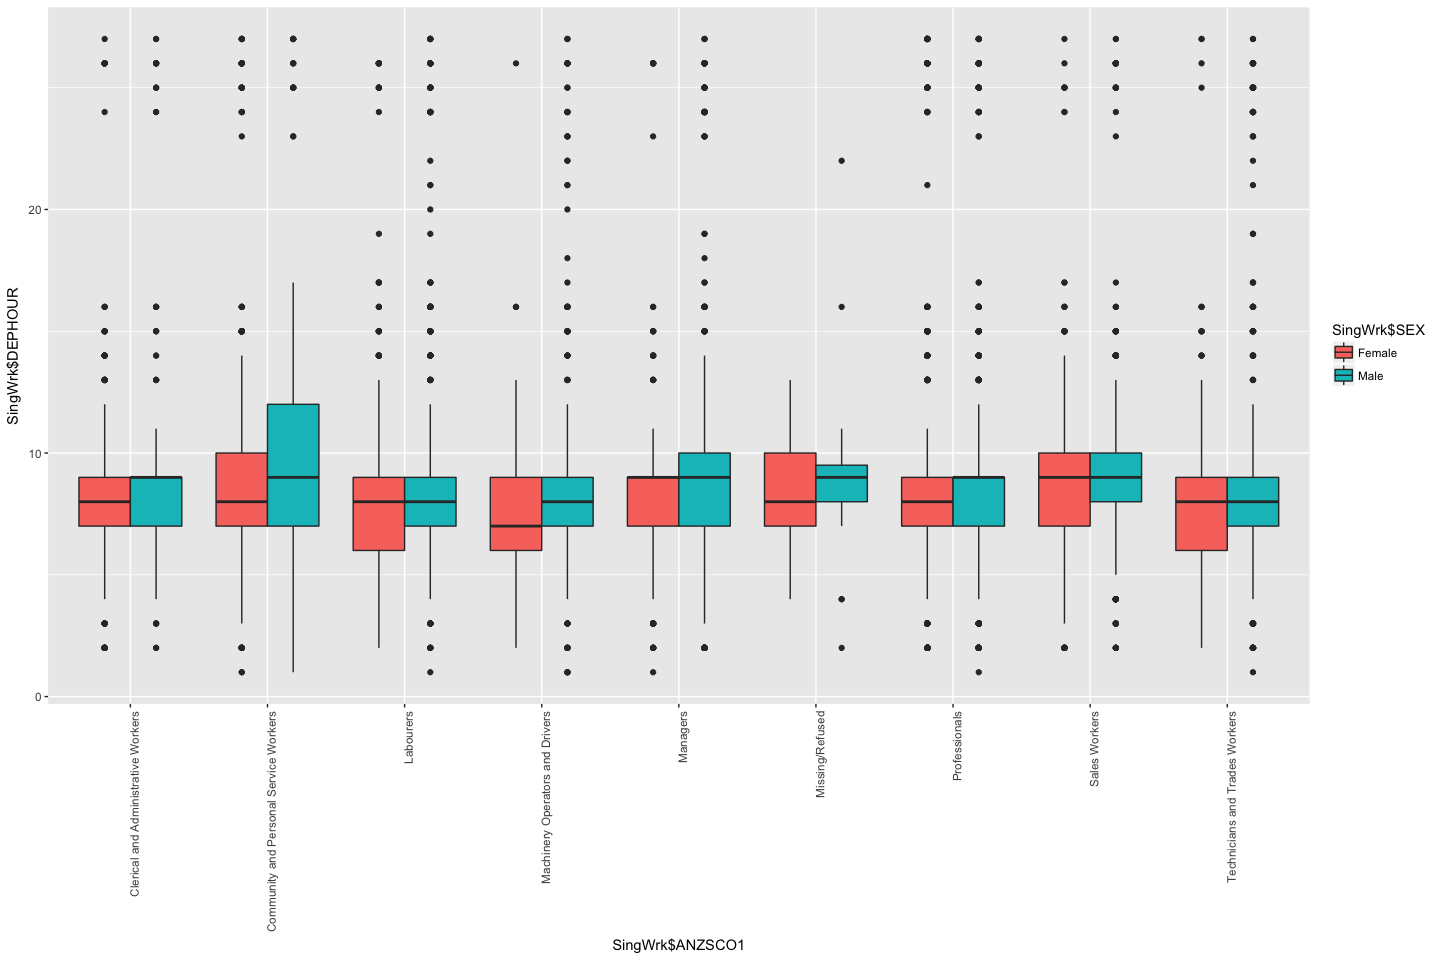 SingWrk$DEPHOUR
20
10
0
Clerical and Administrative Workers
Community and Personal Service Workers
Labourers
Machinery Operators and Drivers
Managers
Missing/Refused
Professionals
Sales Workers
Technicians and Trades Workers
SingWrk$ANZSCO1
SingWrk$SEX
Female
Male